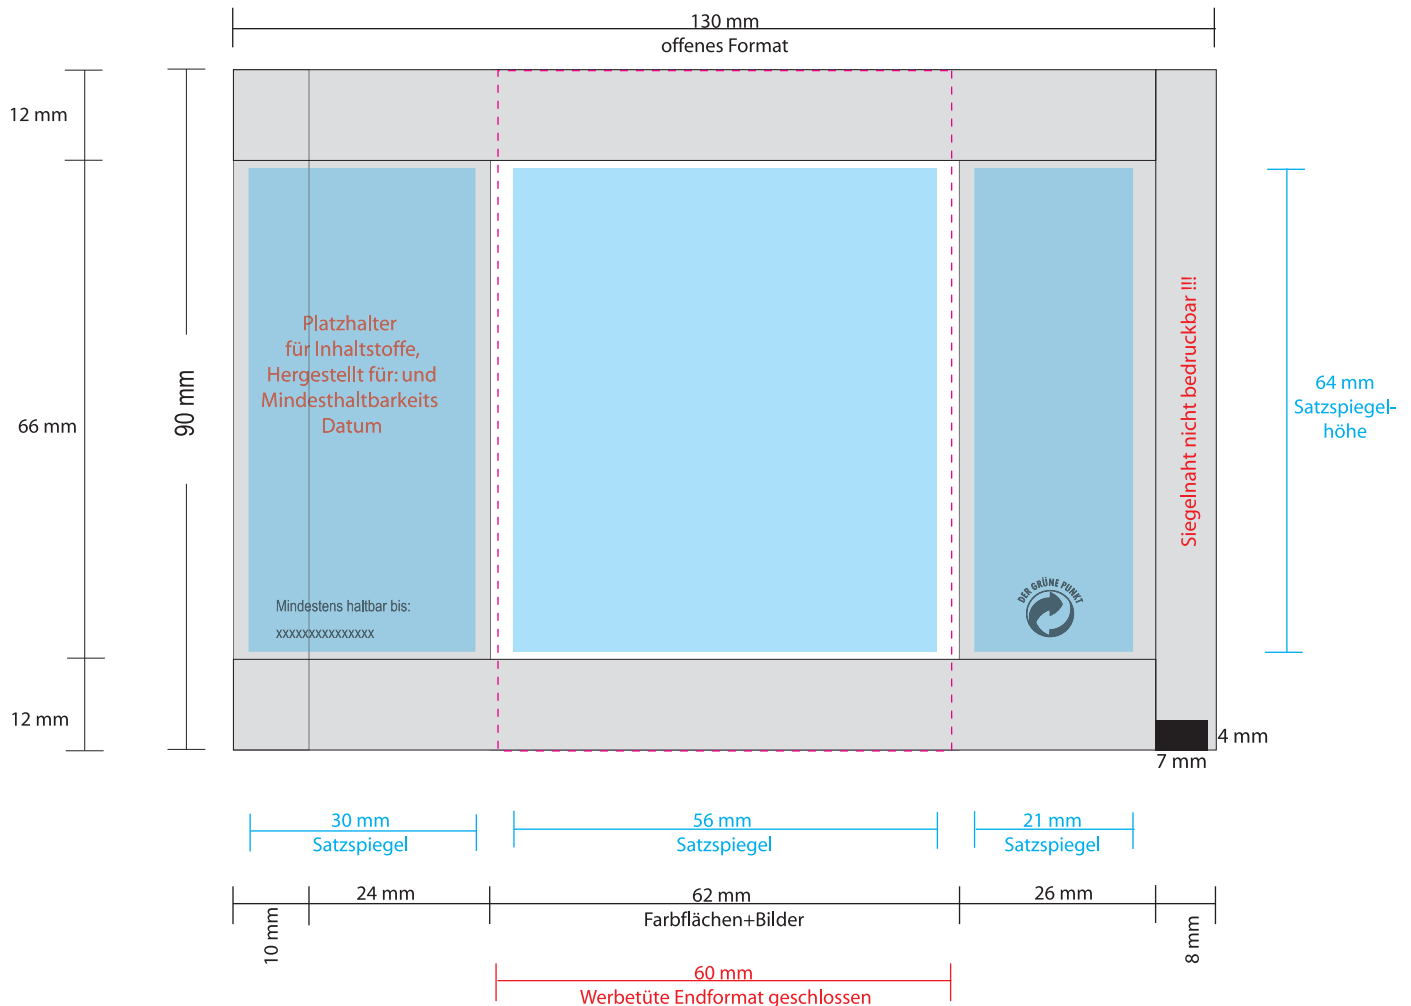 130 mm
offenes Format
12 mm
66 mm
90 mm
12 mm
Platzhalter
für Inhaltstoffe,
Hergestellt für: und
Mindesthaltbarkeits
Datum
Mindestens haltbar bis:
xxxxxxxxxxxxxxx
DER GRÜNE PUNKT
Siegelnaht nicht bedruckbar !!!
64 mm
Satzspiegel-
höhe
4 mm
7 mm
30 mm
Satzspiegel
56 mm
Satzspiegel
21 mm
Satzspiegel
10 mm
24 mm
62 mm
Farbflächen+Bilder
26 mm
8 mm
60 mm
Werbetüte Endformat geschlossen